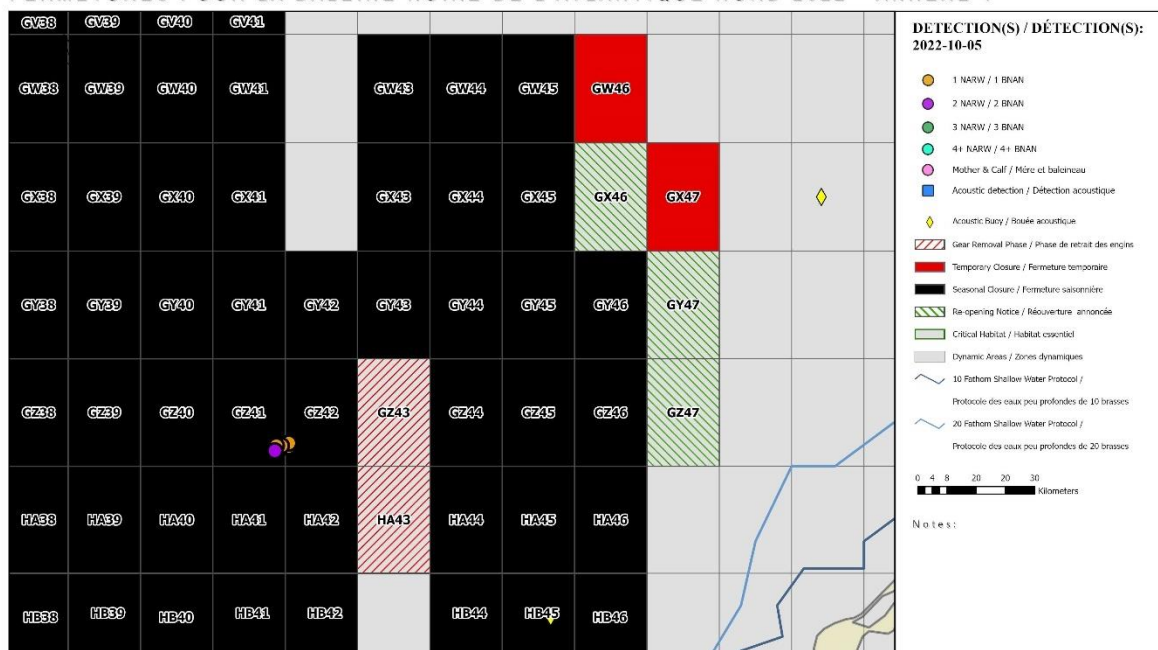 GV38 GV39 GV40 GV41
GW38 GW39 GW40 GW41 GW43 GW44 GW45 GW46
GX38 GX39 GX40 GX41 GX43 GX44 GX45 GX46 GX47
GY38 GY39 GY40 GY41 GY42 GY43 GY44 GY45 GY46 GY47
GZ38 GZ39 GZ40 GZ41 GZ42 GZ43 GZ44 GZ45 GZ46 GZ47
HA38 HA39 HA40 HA41 HA42 HA43 HA44 HA45 HA46
HB38 HB39 HB40 HB41 HB42 HB44 HB45 HB46
DETECTION(S) / DÉTECTION(S):
2022-10-05
1 NARW / 1 BNAN
2 NARW / 2 BNAN
3 NARW / 3 BNAN
4+ NARW / 4+ BNAN
Mother & Calf / Mère et baleineau
Acoustic detection / Détection acoustique
Acoustic Buoy / Bouée acoustique
Gear Removal Phase / Phase de retrait des engins
Temporary Closure / Fermeture temporaire
Seasonal Closure / Fermeture saisonnière
Re-opening Notice / Réouverture annoncée
Critical Habitat / Habitat essentiel
Dynamic Areas / Zones dynamiques
10 Fathom Shallow Water Protocol /
Protocole des eaux peu profondes de 10 brasses
20 Fathom Shallow Water Protocol /
Protocole des eaux peu profondes de 20 brasses
0 4 8 20 20 30
Kilometers
Notes: